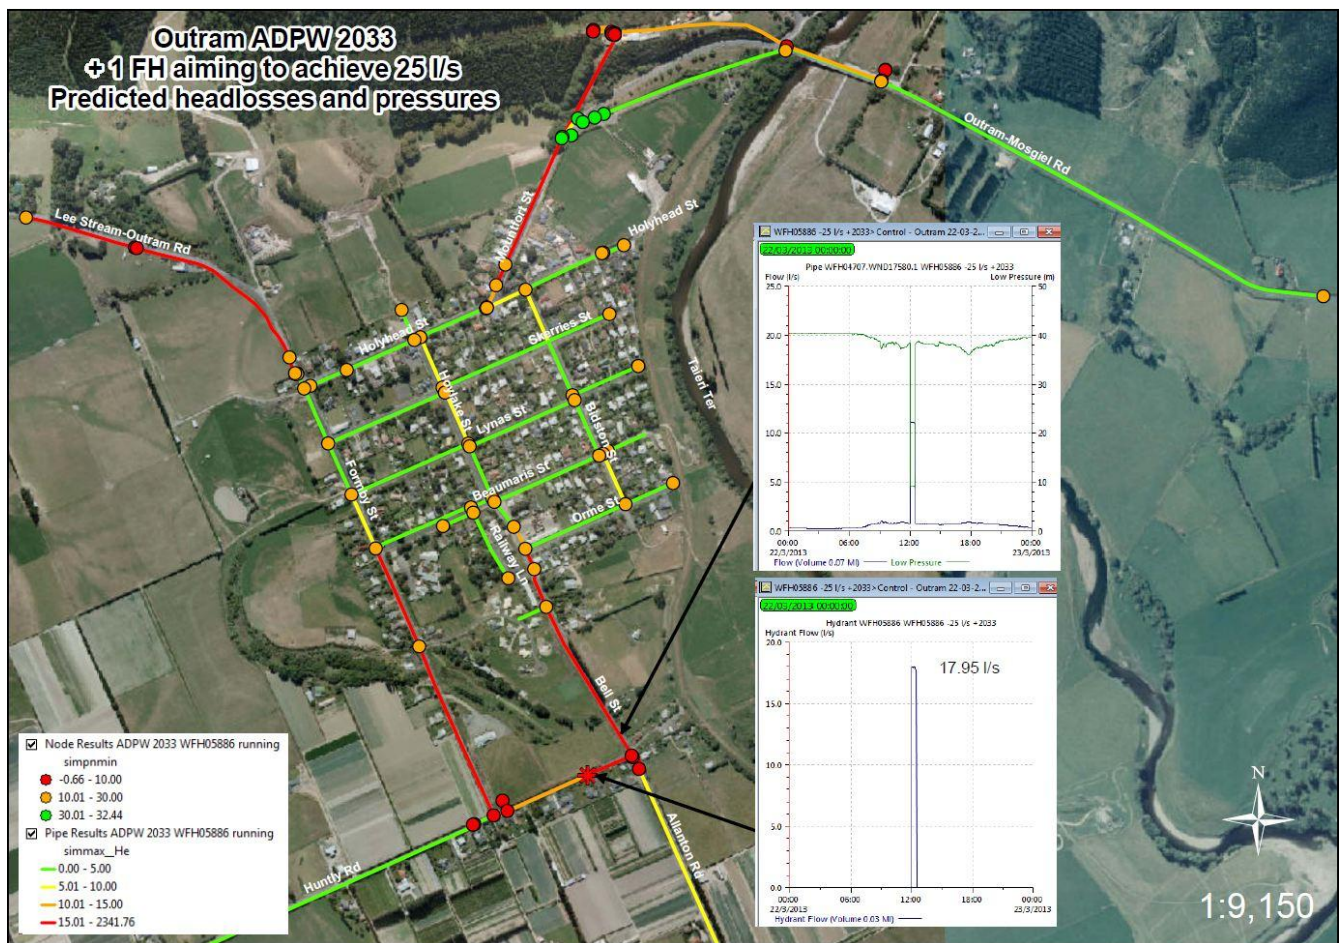 Outram ADPW 2033
+ 1 FH aiming to achieve 25 l/s
Predicted headlosses and pressures
Outram-Mosgiel Rd
Lee Stream-Outram Rd
Mountfort St
Holyhead St
Holyhead St
Skerries St
Hoylake St
Lynas St
Bidston St
Taieri Ter
Formby St
Beaumaris St
Orme St
Railway Ln
Bell St
Huntly Rd
Allanton Rd
WFH05886 -25 l/s +2033> Control - Outram 22-03-2...
22/03/2013 00:00:00
Pipe WFH04707.WND17580.1 WFH05886 -25 l/s +2033
Flow (l/s) Low Pressure (m)
25.0 50
20.0 40
15.0 30
10.0 20
5.0 10
0.0 0
00:00 06:00 12:00 18:00 00:00
22/3/2013 23/3/2013
Flow (Volume 0.07 Ml) Low Pressure
WFH05886 -25 l/s +2033> Control - Outram 22-03-2...
22/03/2013 00:00:00
Hydrant WFH05886 WFH05886 -25 l/s +2033
Hydrant Flow (l/s)
20.0
17.95 l/s
15.0
10.0
5.0
0.0
00:00 06:00 12:00 18:00 00:00
22/3/2013 23/3/2013
Hydrant Flow (Volume 0.03 Ml)
Node Results ADPW 2033 WFH05886 running
simpnmin
-0.66 - 10.00
10.01 - 30.00
30.01 - 32.44
Pipe Results ADPW 2033 WFH05886 running
simmax__He
0.00 - 5.00
5.01 - 10.00
10.01 - 15.00
15.01 - 2341.76
N
1:9,150